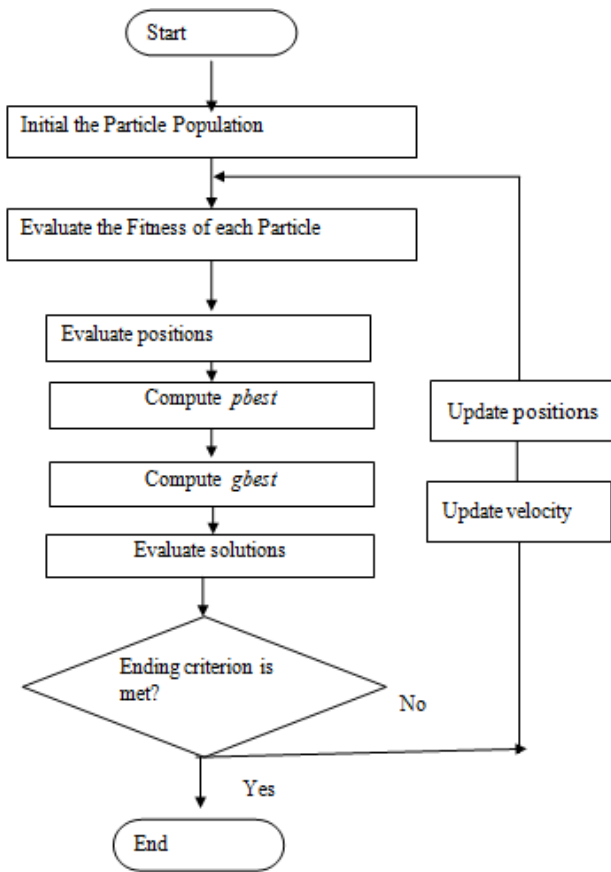 Start
Initial the Particle Population
Evaluate the Fitness of each Particle
Evaluate positions
Compute pbest
Update positions
Compute gbest
Update velocity
Evaluate solutions
Ending criterion is
met?
No
Yes
End